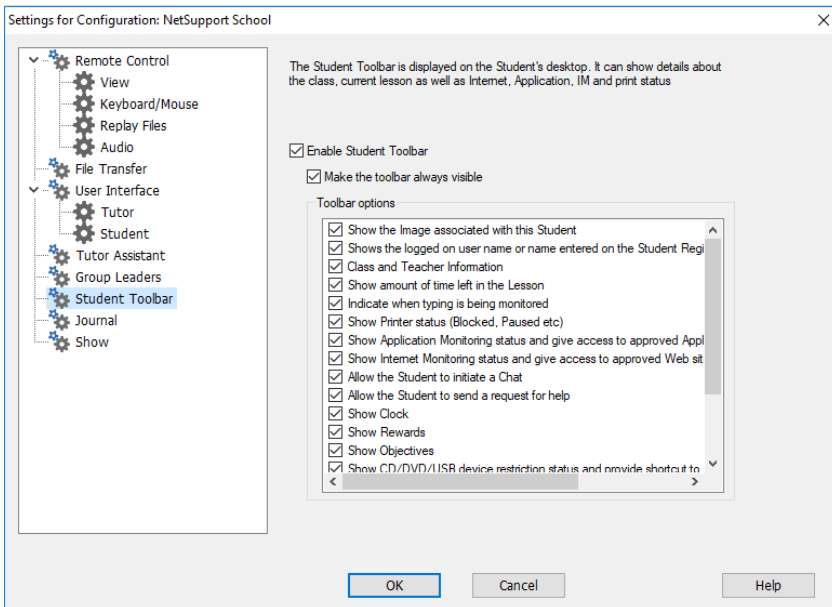 Settings for Configuration: NetSupport School
Remote Control
View
Keyboard/Mouse
Replay Files
Audio
File Transfer
User Interface
Tutor
Student
Tutor Assistant
Group Leaders
Student Toolbar
Journal
Show
The Student Toolbar is displayed on the Student's desktop. It can show details about
the class, current lesson as well as Internet, Application, IM and print status
Enable Student Toolbar
Make the toolbar always visible
Toolbar options
Show the Image associated with this Student
Shows the logged on user name or name entered on the Student Regi
Class and Teacher Information
Show amount of time left in the Lesson
Indicate when typing is being monitored
Show Printer status (Blocked, Paused etc)
Show Application Monitoring status and give access to approved Appl
Show Internet Monitoring status and give access to approved Web sit
Allow the Student to initiate a Chat
Allow the Student to send a request for help
Show Clock
Show Rewards
Show Objectives
Show CD/DVD/USB device restriction status and provide shortcut to
OK
Cancel
Help